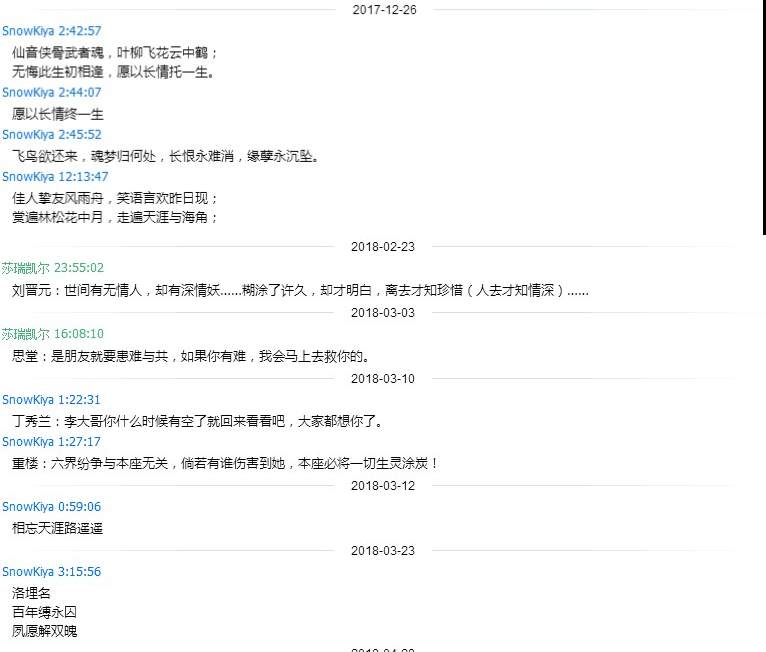 2017-12-26
SnowKiya 2:42:57
仙音侠骨武者魂，叶柳飞花云中鹤；
无悔此生初相逢，愿以长情托一生。
SnowKiya 2:44:07
愿以长情终一生
SnowKiya 2:45:52
飞鸟欲还来，魂梦归何处，长恨永难消，缘孽永沉坠。
SnowKiya 12:13:47
佳人挚友风雨舟，笑语言欢昨日现；
赏遍林松花中月，走遍天涯与海角；
2018-02-23
莎瑞凯尔 23:55:02
刘晋元：世间有无情人，却有深情妖......糊涂了许久，却才明白，离去才知珍惜（人去才知情深）......
2018-03-03
莎瑞凯尔 16:08:10
思堂：是朋友就要患难与共，如果你有难，我会马上去救你的。
2018-03-10
SnowKiya 1:22:31
丁秀兰：李大哥你什么时候有空了就回来看看吧，大家都想你了。
SnowKiya 1:27:17
重楼：六界纷争与本座无关，倘若有谁伤害到她，本座必将一切生灵涂炭！
2018-03-12
SnowKiya 0:59:06
相忘天涯路遥遥
2018-03-23
SnowKiya 3:15:56
洛埋名
百年缚永囚
夙愿解双魄